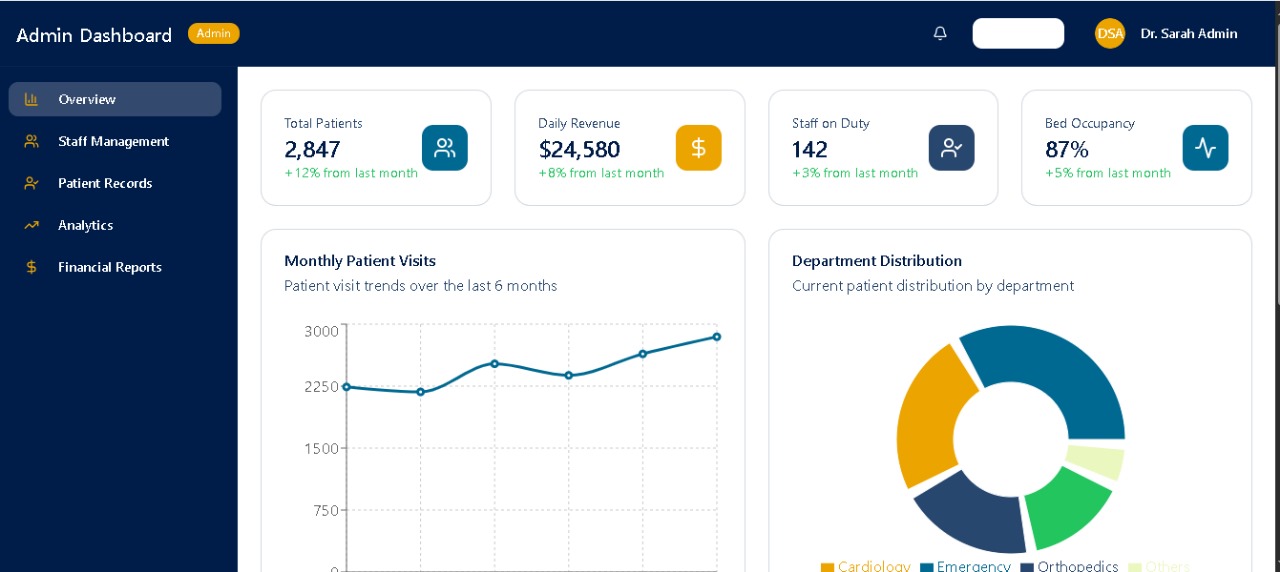 Admin Dashboard Admin
DSA Dr. Sarah Admin
Overview
Staff Management
Patient Records
Analytics
Financial Reports
Total Patients
2,847
+12% from last month
Daily Revenue
$24,580
+8% from last month
Staff on Duty
142
+3% from last month
Bed Occupancy
87%
+5% from last month
Monthly Patient Visits
Patient visit trends over the last 6 months
3000
2250
1500
750
0
Department Distribution
Current patient distribution by department
Cardiology Emergency Orthopedics Others